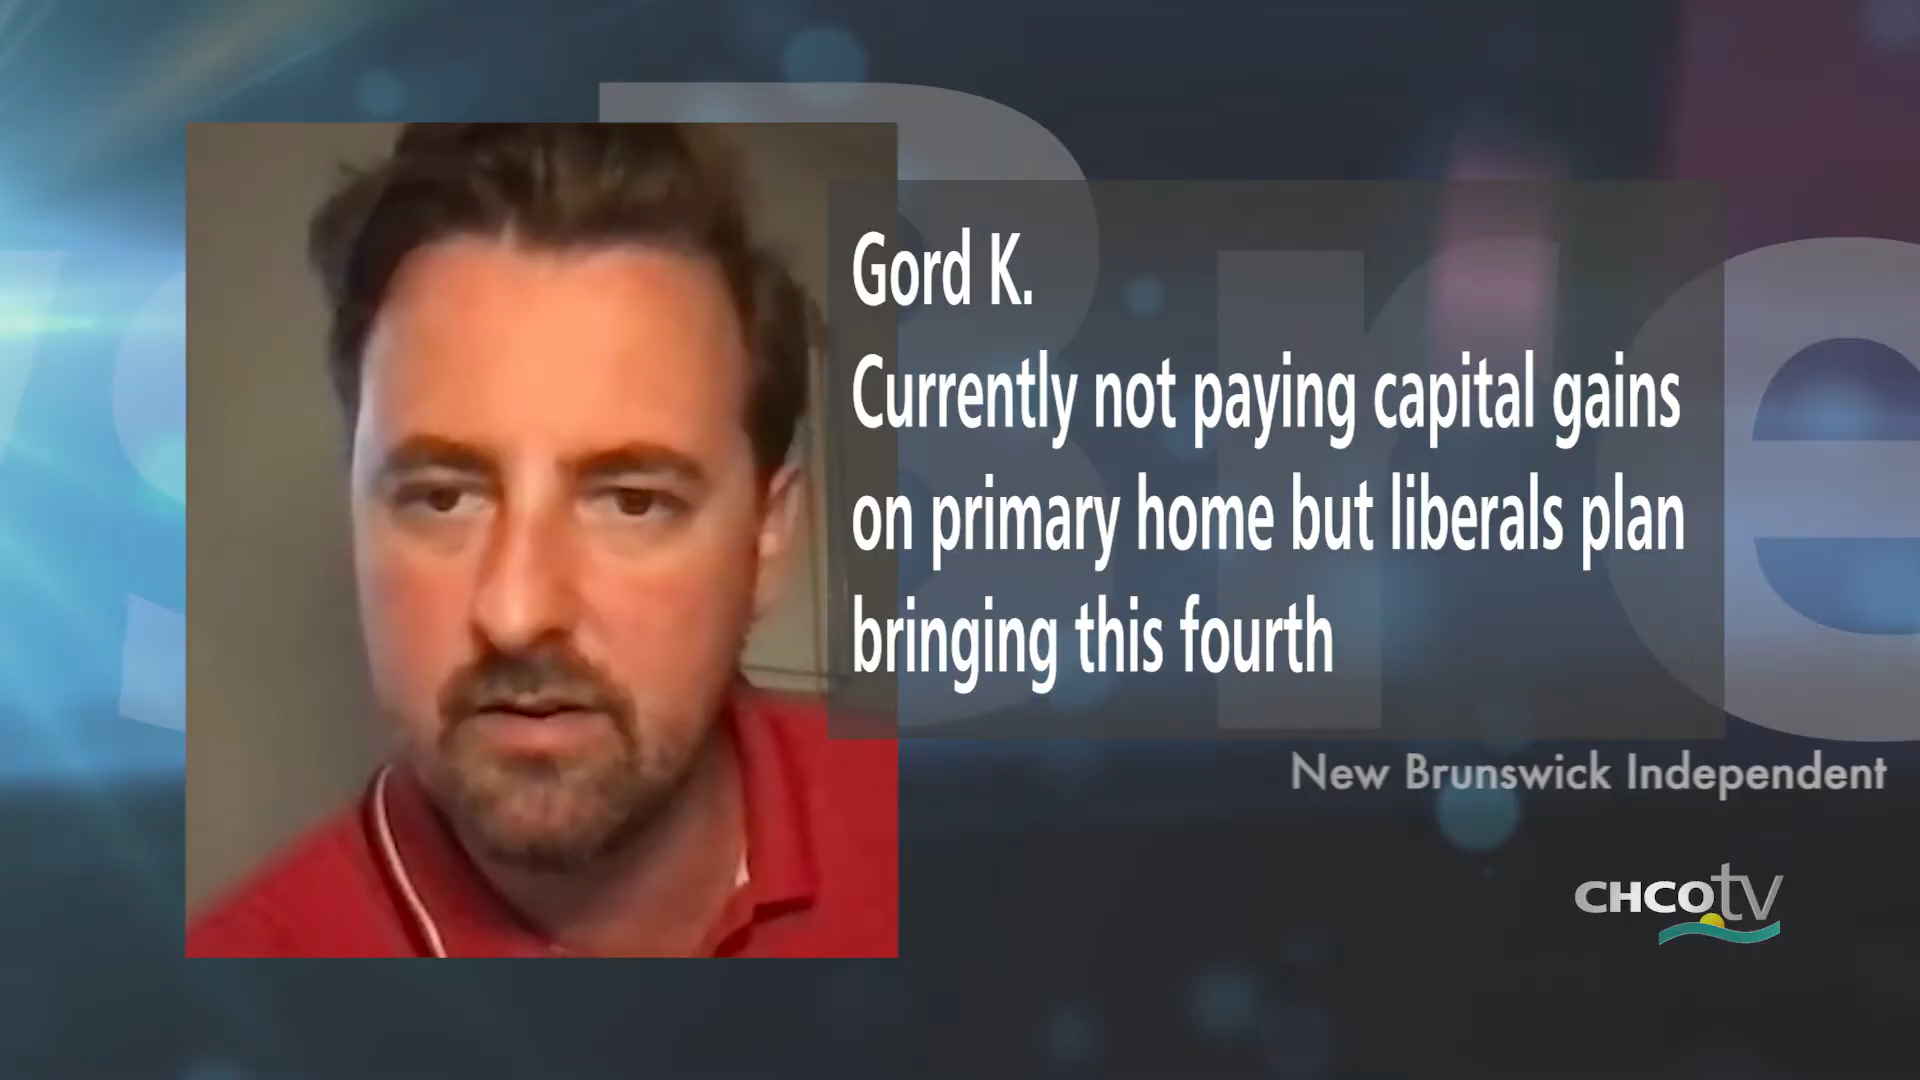 Bre
Gord K.
Currently not paying capital gains
on primary home but liberals plan
bringing this fourth
New Brunswick Independent
CHCOTV